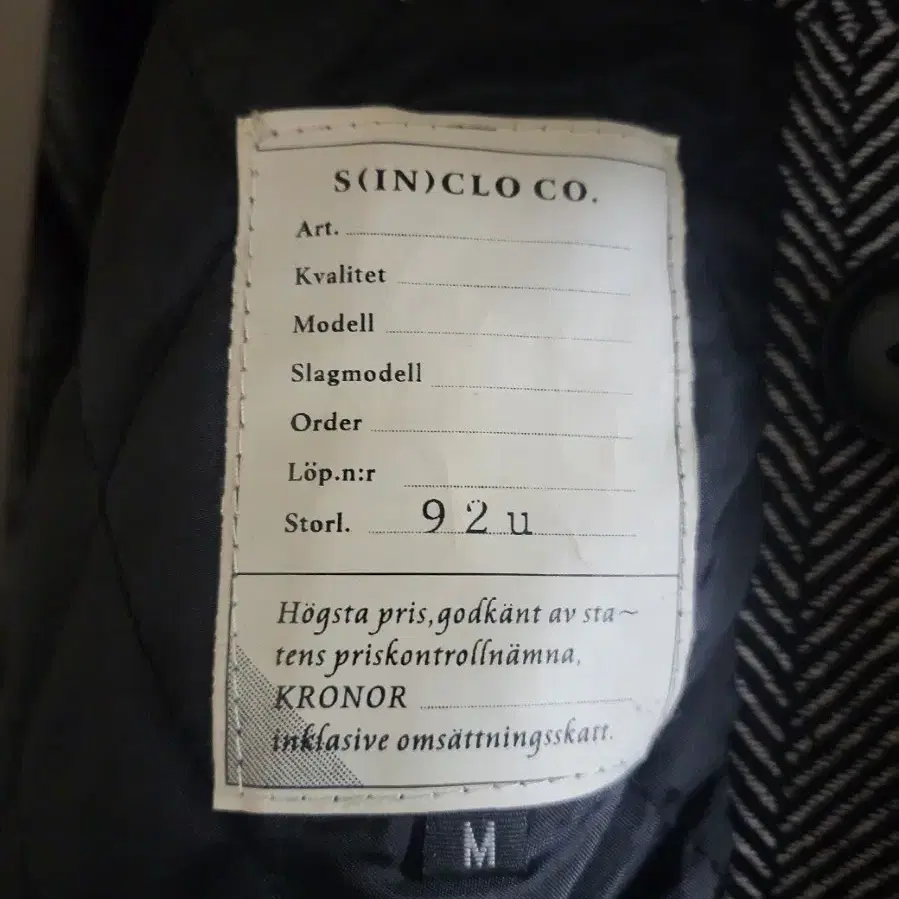 S(IN)CLO CO.
Art.
Kvalitet
Modell
Slagmodell
Order
Löp.n:r
Storl. 92u
Högsta pris,godkänt av sta~
tens priskontrollnämna,
KRONOR
inklasive omsättningsskatt.
M